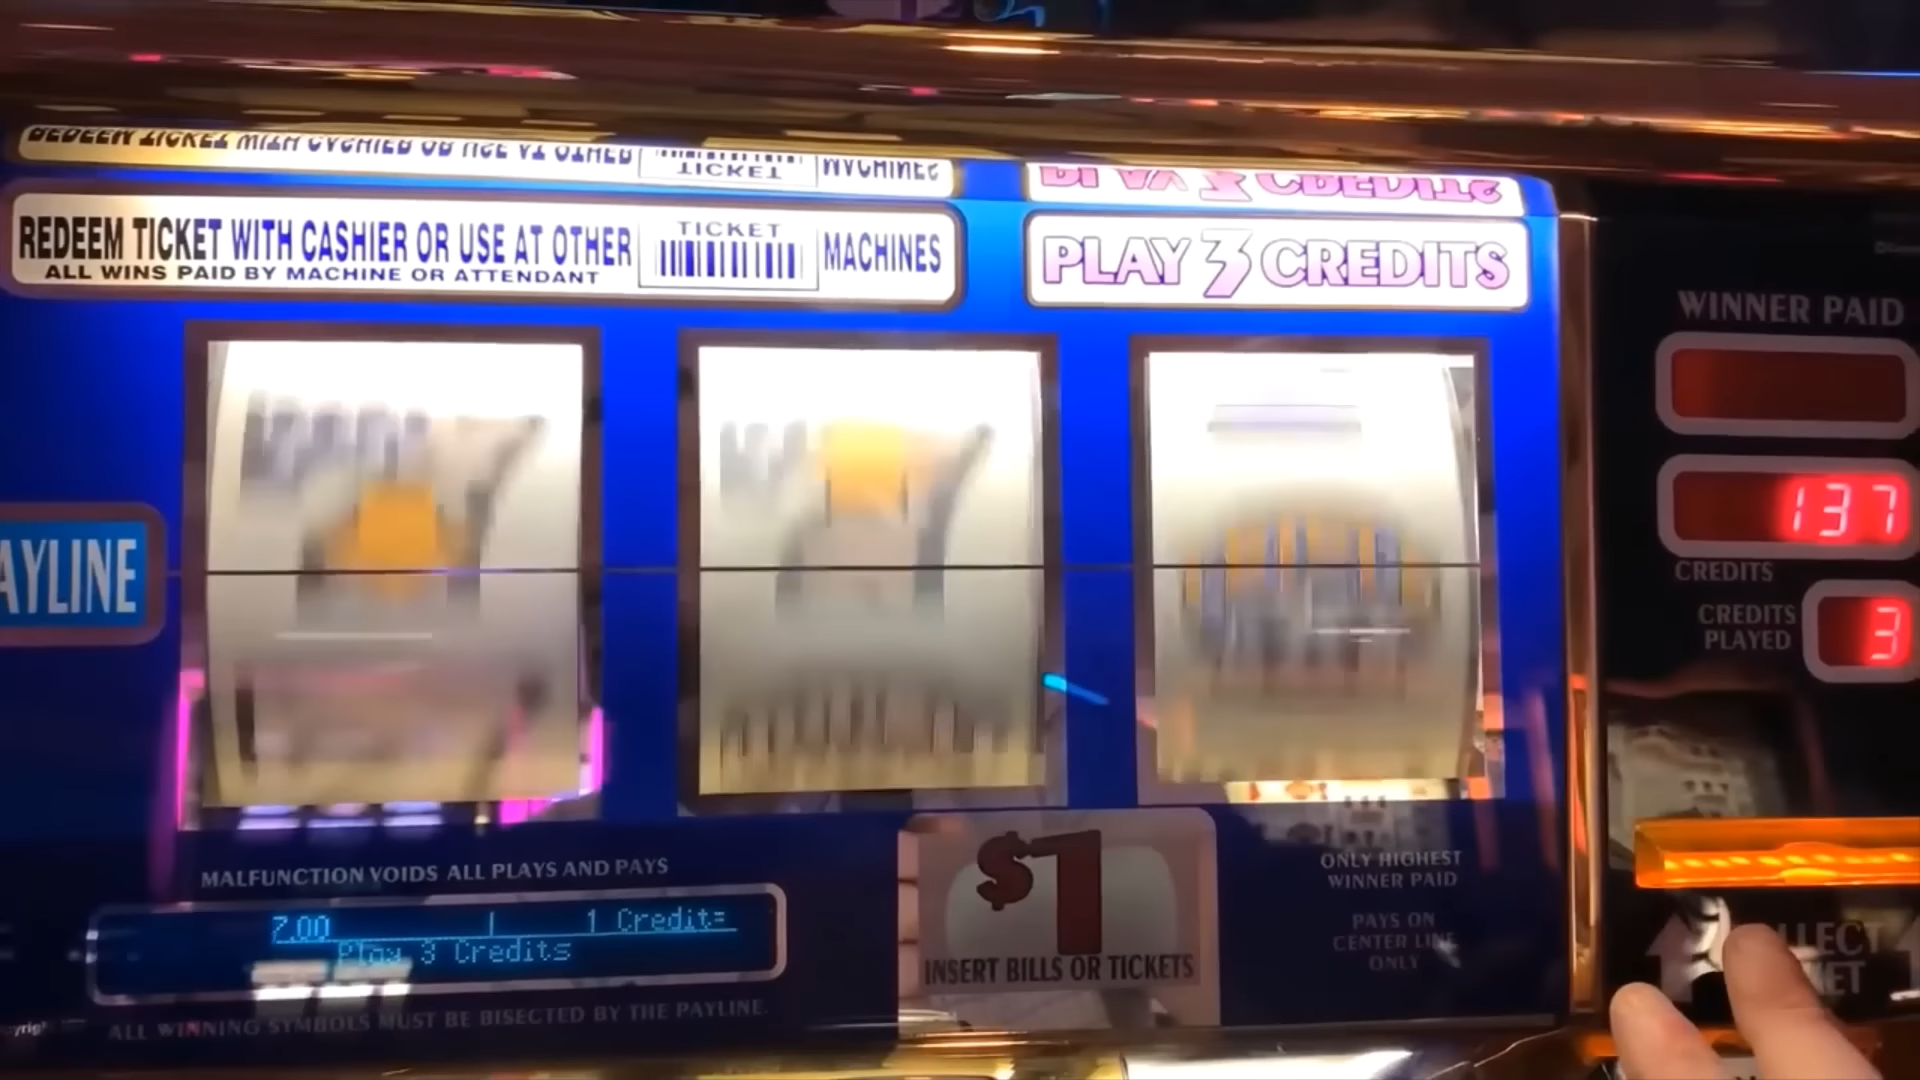 REDEEM TICKET WITH CASHIER OR USE AT OTHER
TICKET
MACHINES
ALL WINS PAID BY MACHINE OR ATTENDANT
PLAY 3 CREDITS
WINNER PAID
137
CREDITS
CREDITS
PLAYED
3
AYLINE
MALFUNCTION VOIDS ALL PLAYS AND PAYS
7.00 | 1 Credit=
Play 3 Credits
ALL WINNING SYMBOLS MUST BE BISECTED BY THE PAYLINE.
$1
INSERT BILLS OR TICKETS
ONLY HIGHEST
WINNER PAID
PAYS ON
CENTER LINE
ONLY